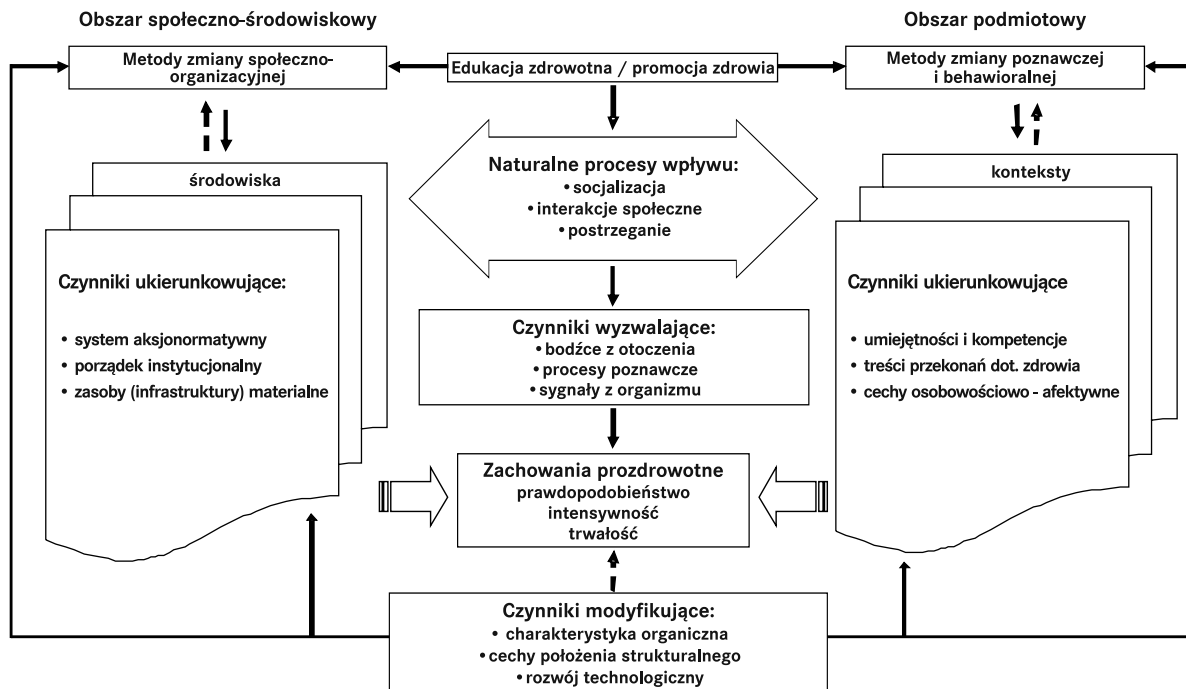 Obszar społeczno-środowiskowy
Obszar podmiotowy
Metody zmiany społeczno-
organizacyjnej
Edukacja zdrowotna / promocja zdrowia
Metody zmiany poznawczej
i behawioralnej
środowiska
Czynniki ukierunkowujące:
• system aksjonormatywny
• porządek instytucjonalny
• zasoby (infrastruktury) materialne
Naturalne procesy wpływu:
• socjalizacja
• interakcje społeczne
• postrzeganie
konteksty
Czynniki ukierunkowujące
• umiejętności i kompetencje
• treści przekonań dot. zdrowia
• cechy osobowościowo - afektywne
Czynniki wyzwalające:
• bodźce z otoczenia
• procesy poznawcze
• sygnały z organizmu
Zachowania prozdrowotne
prawdopodobieństwo
intensywność
trwałość
Czynniki modyfikujące:
• charakterystyka organiczna
• cechy położenia strukturalnego
• rozwój technologiczny